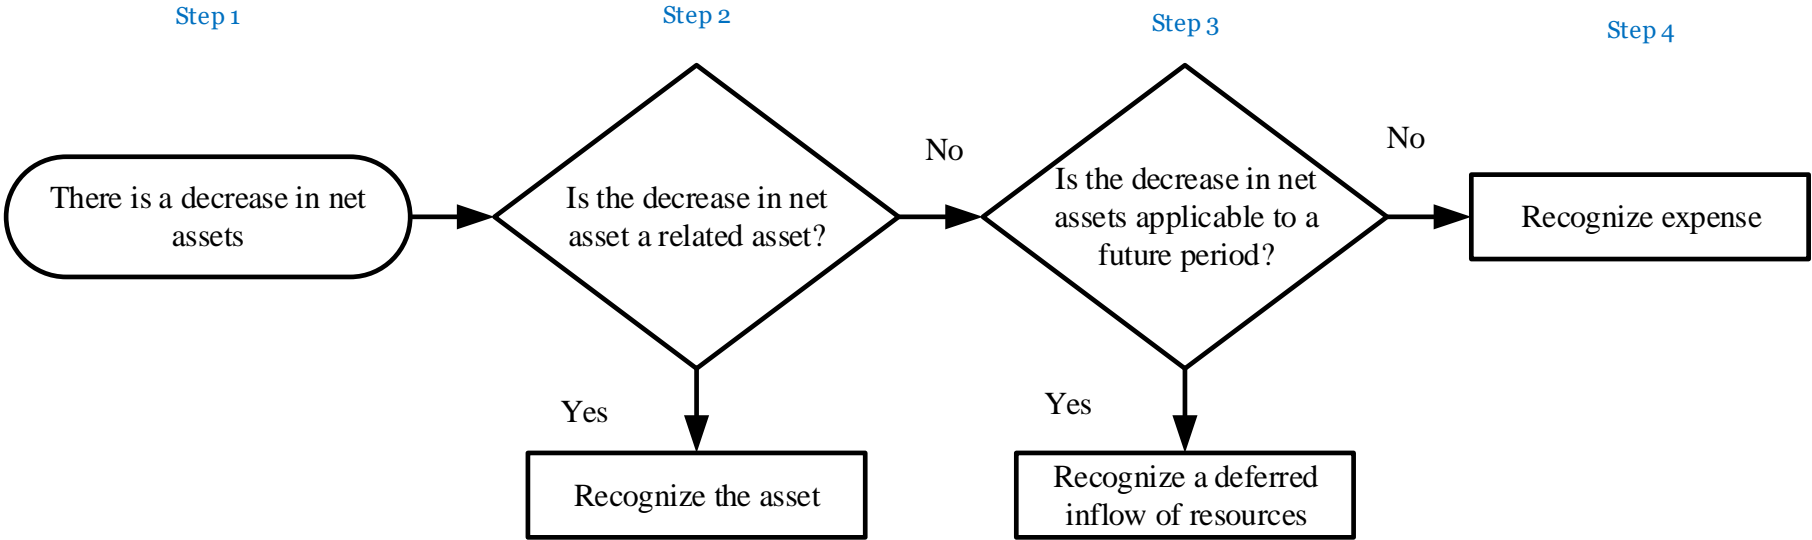 Step 1
Step 2
Step 3
Step 4
There is a decrease in net
assets
Is the decrease in net
asset a related asset?
No
Is the decrease in net
assets applicable to a
future period?
No
Recognize expense
Yes
Recognize the asset
Yes
Recognize a deferred
inflow of resources